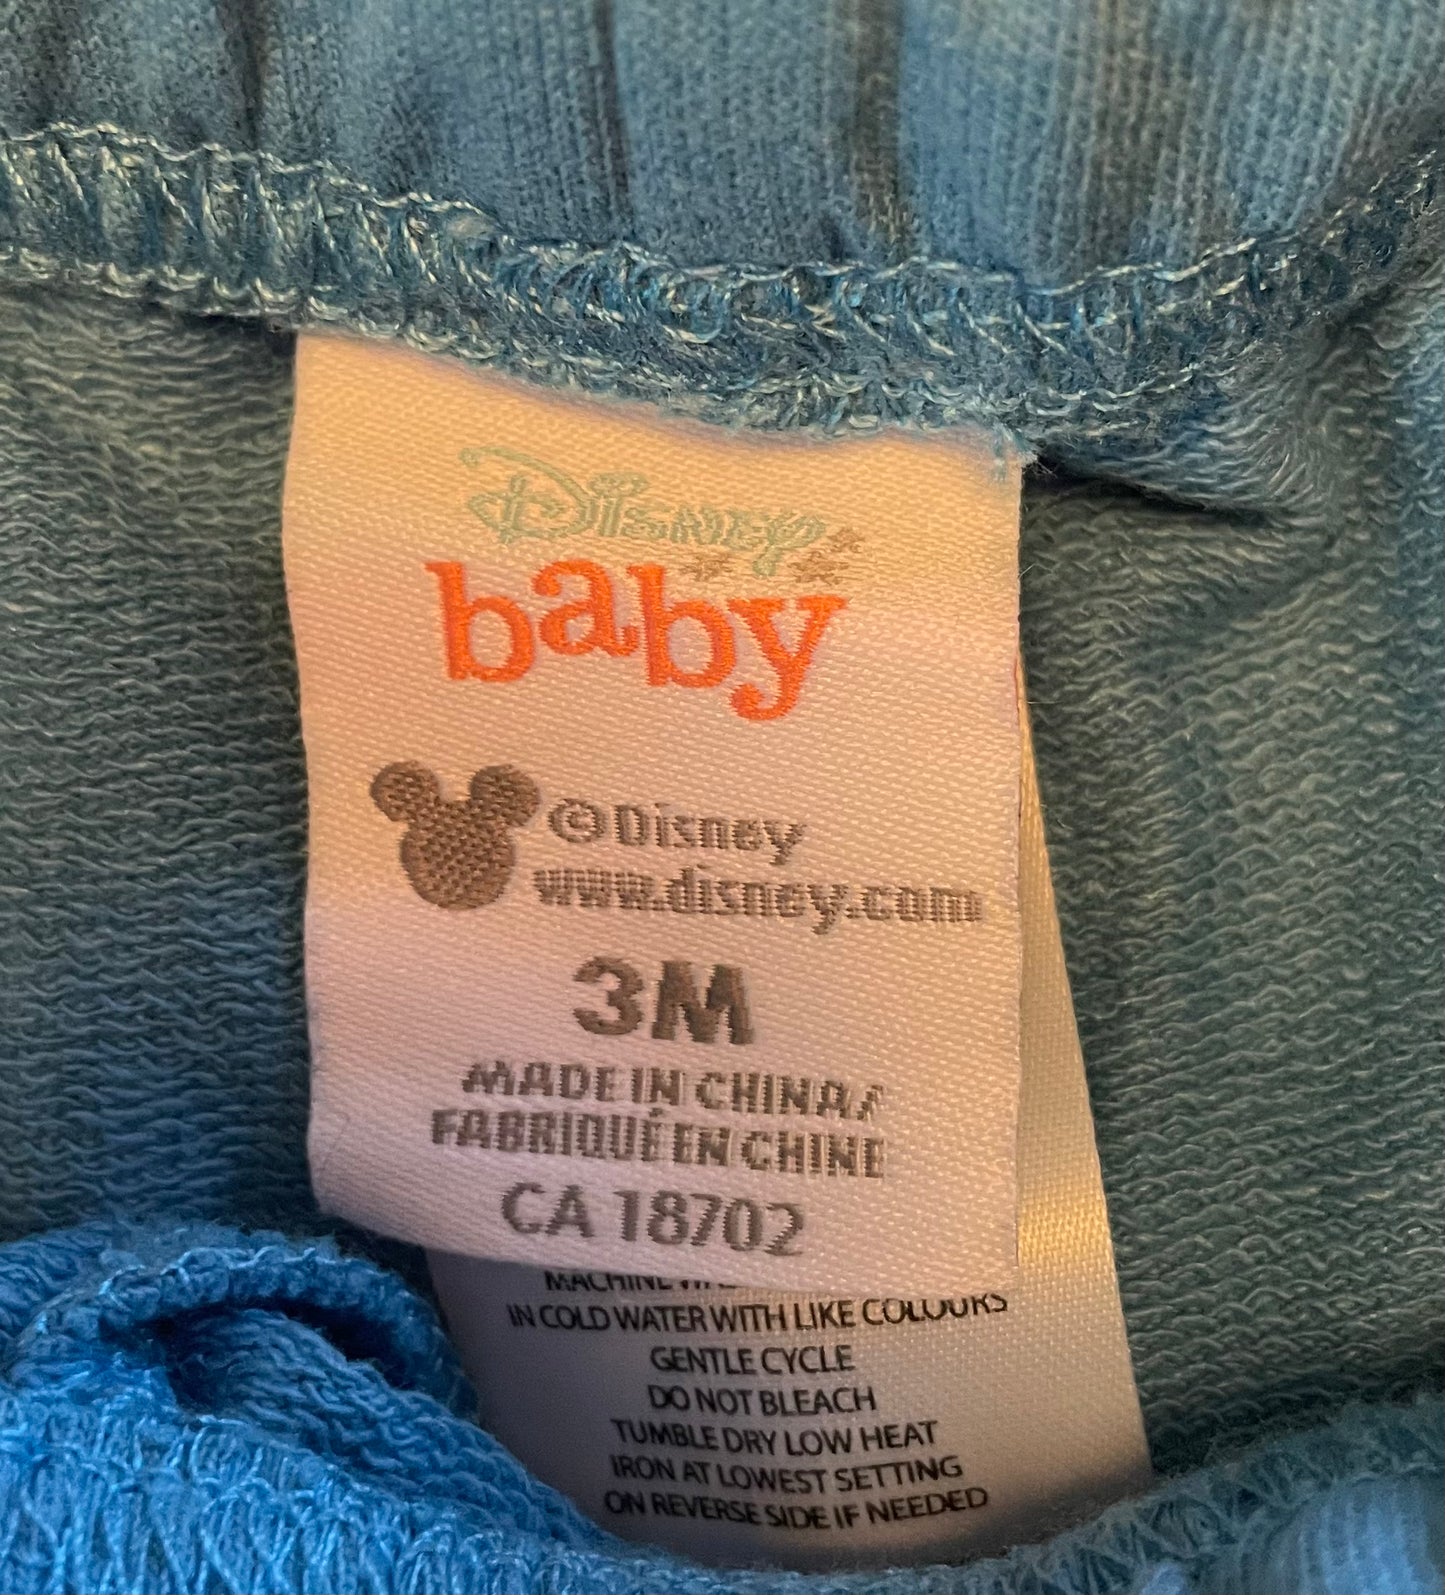 Disney
baby
©Disney
www.disney.com
3M
MADE IN CHINA/
FABRIQUÉ EN CHINE
CA 18702
MACHINE
IN COLD WATER WITH LIKE COLOURS
GENTLE CYCLE
DO NOT BLEACH
TUMBLE DRY LOW HEAT
IRON AT LOWEST SETTING
ON REVERSE SIDE IF NEEDED